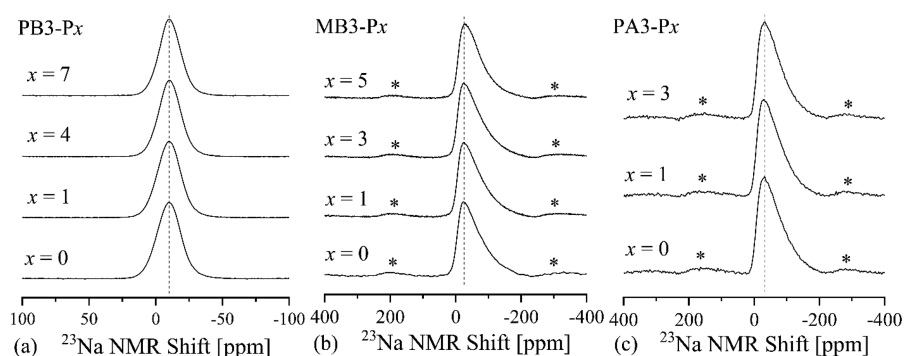 PB3-Px
x = 7
x = 4
x = 1
x = 0
100 50 0 -50 -100
(a) ²³Na NMR Shift [ppm]
MB3-Px
x = 5
* *
x = 3
* *
x = 1
* *
x = 0
* *
400 200 0 -200 -400
(b) ²³Na NMR Shift [ppm]
PA3-Px
x = 3
* *
x = 1
* *
x = 0
* *
400 200 0 -200 -400
(c) ²³Na NMR Shift [ppm]